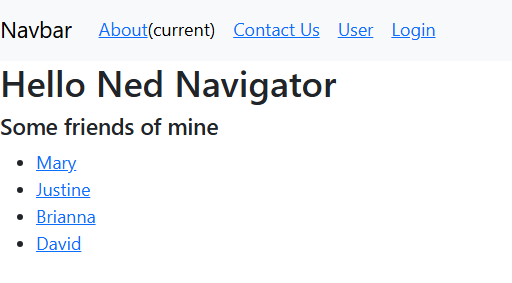 Navbar About(current) Contact Us User Login
Hello Ned Navigator
Some friends of mine
Mary
Justine
Brianna
David